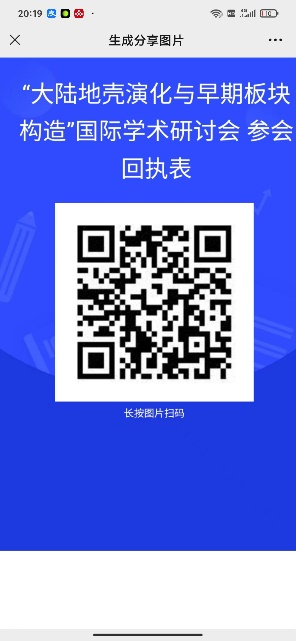 20:19
生成分享图片
“大陆地壳演化与早期板块
构造”国际学术研讨会 参会
回执表
长按图片扫码